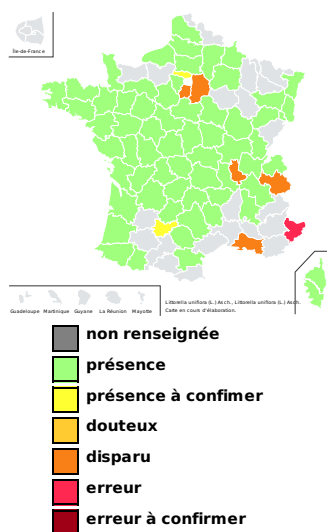 Île-de-France
Guadeloupe Martinique Guyane La Réunion Mayotte
Littorella uniflora (L.) Asch., Littorella uniflora (L.) Asch.
Carte en cours d'élaboration.
non renseignée
présence
présence à confimer
douteux
disparu
erreur
erreur à confirmer